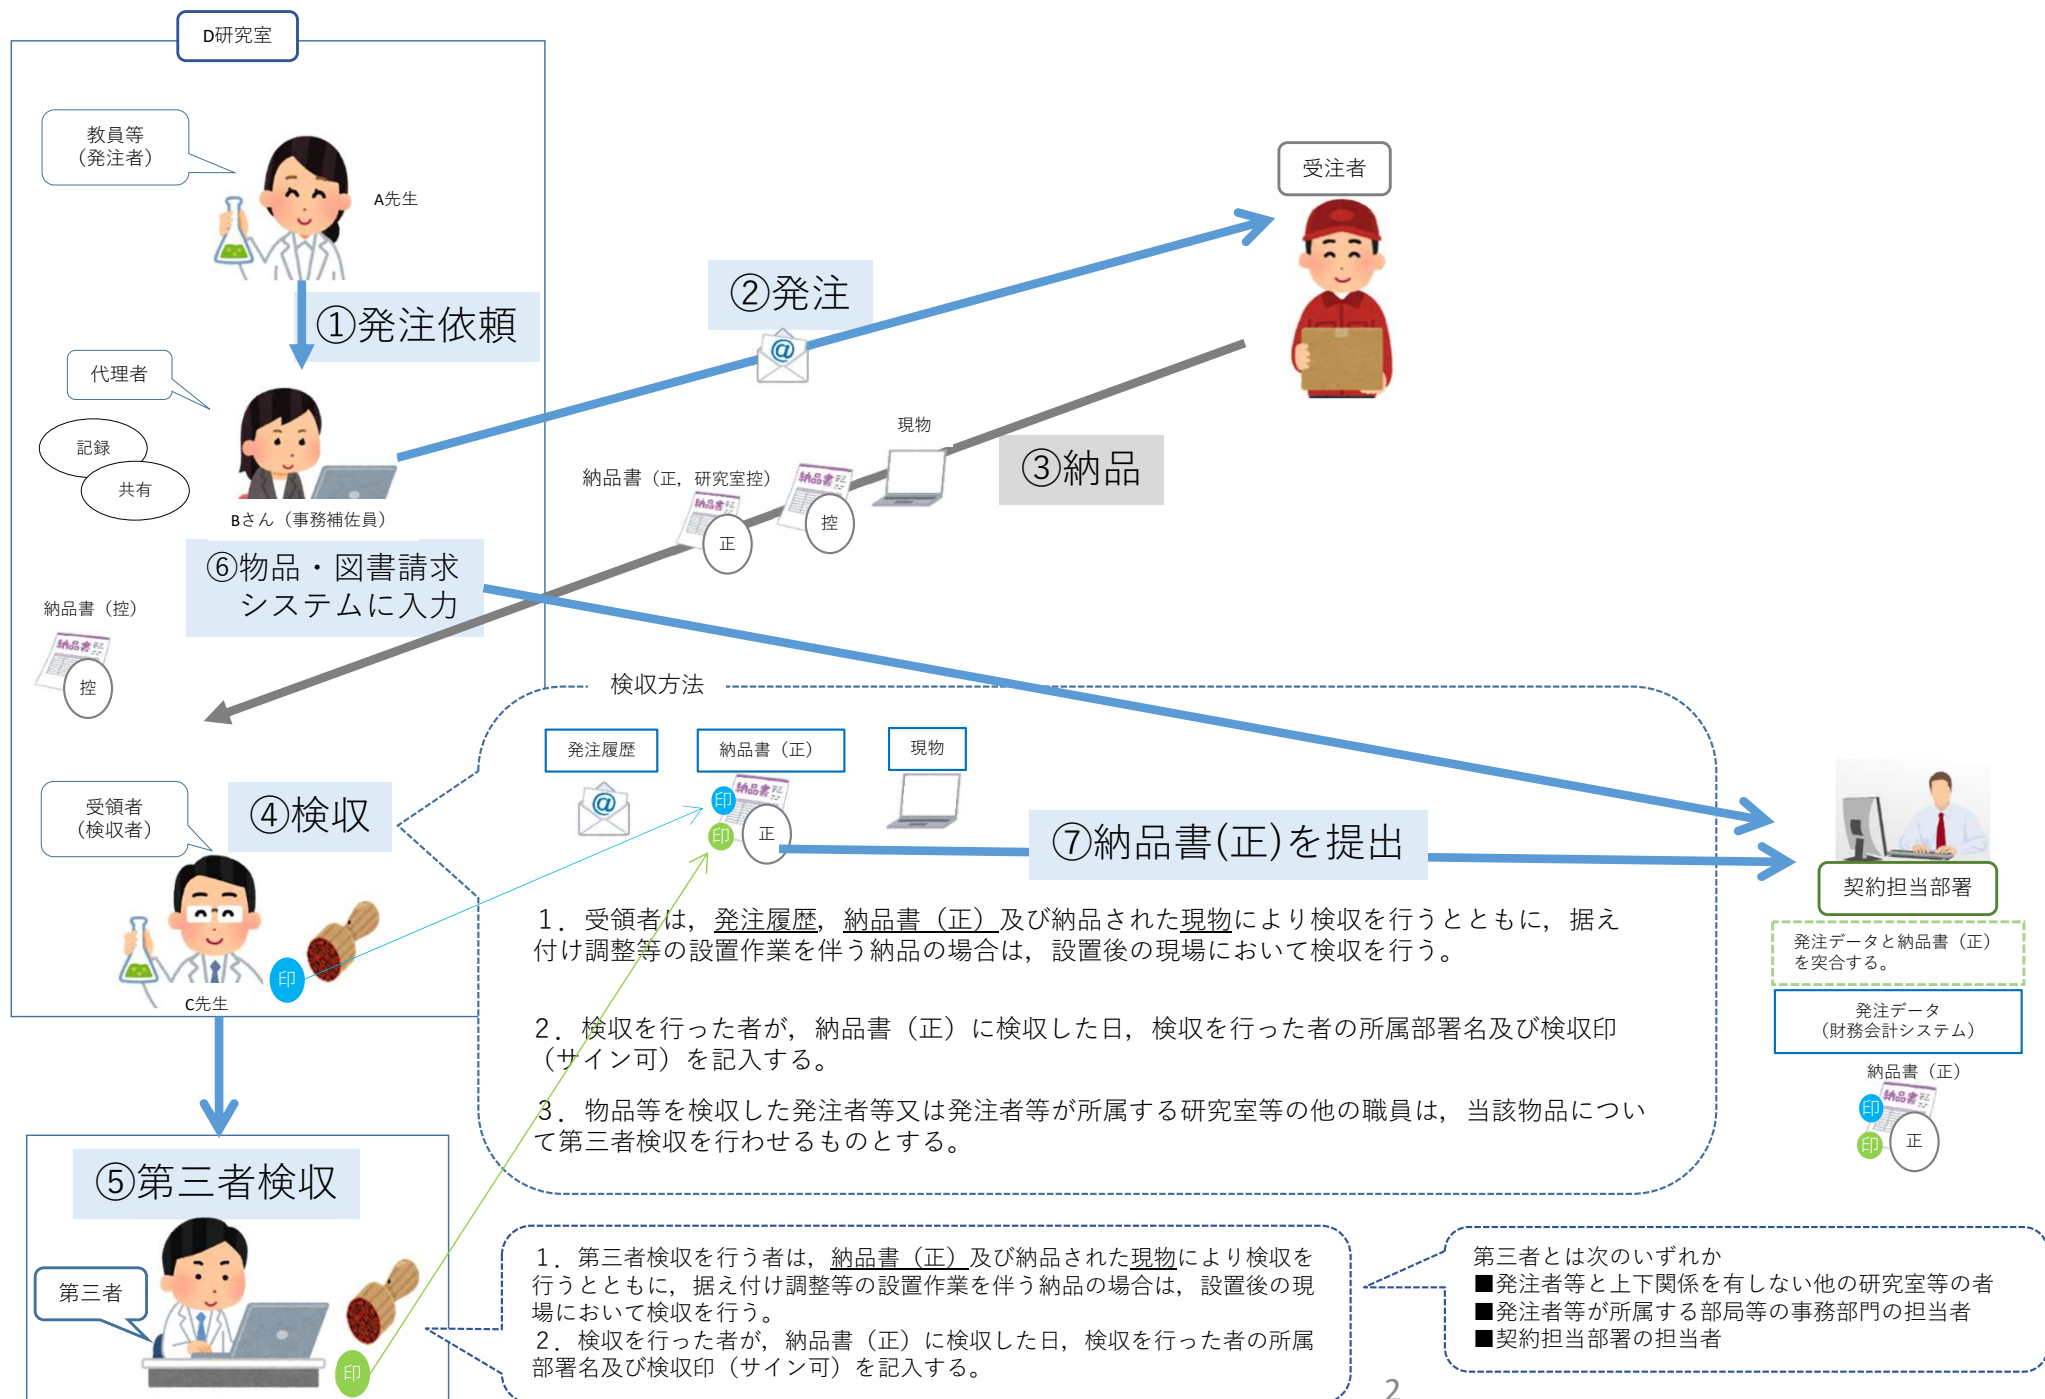 D研究室
教員等
（発注者）
A先生
受注者
①発注依頼
②発注
代理者
記録
共有
Bさん（事務補佐員）
現物
③納品
納品書（正，研究室控）
納品書
控
納品書
正
⑥物品・図書請求
システムに入力
納品書（控）
納品書
控
検収方法
発注履歴
納品書（正）
現物
納品書
印
印
正
④検収
受領者
（検収者）
C先生
印
⑦納品書(正)を提出
契約担当部署
発注データと納品書（正）
を突合する。
発注データ
（財務会計システム）
納品書（正）
納品書
印
印
正
１．受領者は，発注履歴，納品書（正）及び納品された現物により検収を行うとともに，据え
付け調整等の設置作業を伴う納品の場合は，設置後の現場において検収を行う。
２．検収を行った者が，納品書（正）に検収した日，検収を行った者の所属部署名及び検収印
（サイン可）を記入する。
３．物品等を検収した発注者等又は発注者等が所属する研究室等の他の職員は，当該物品につい
て第三者検収を行わせるものとする。
⑤第三者検収
第三者
印
１．第三者検収を行う者は，納品書（正）及び納品された現物により検収を
行うとともに，据え付け調整等の設置作業を伴う納品の場合は，設置後の現
場において検収を行う。
２．検収を行った者が，納品書（正）に検収した日，検収を行った者の所属
部署名及び検収印（サイン可）を記入する。
第三者とは次のいずれか
■発注者等と上下関係を有しない他の研究室等の者
■発注者等が所属する部局等の事務部門の担当者
■契約担当部署の担当者
2